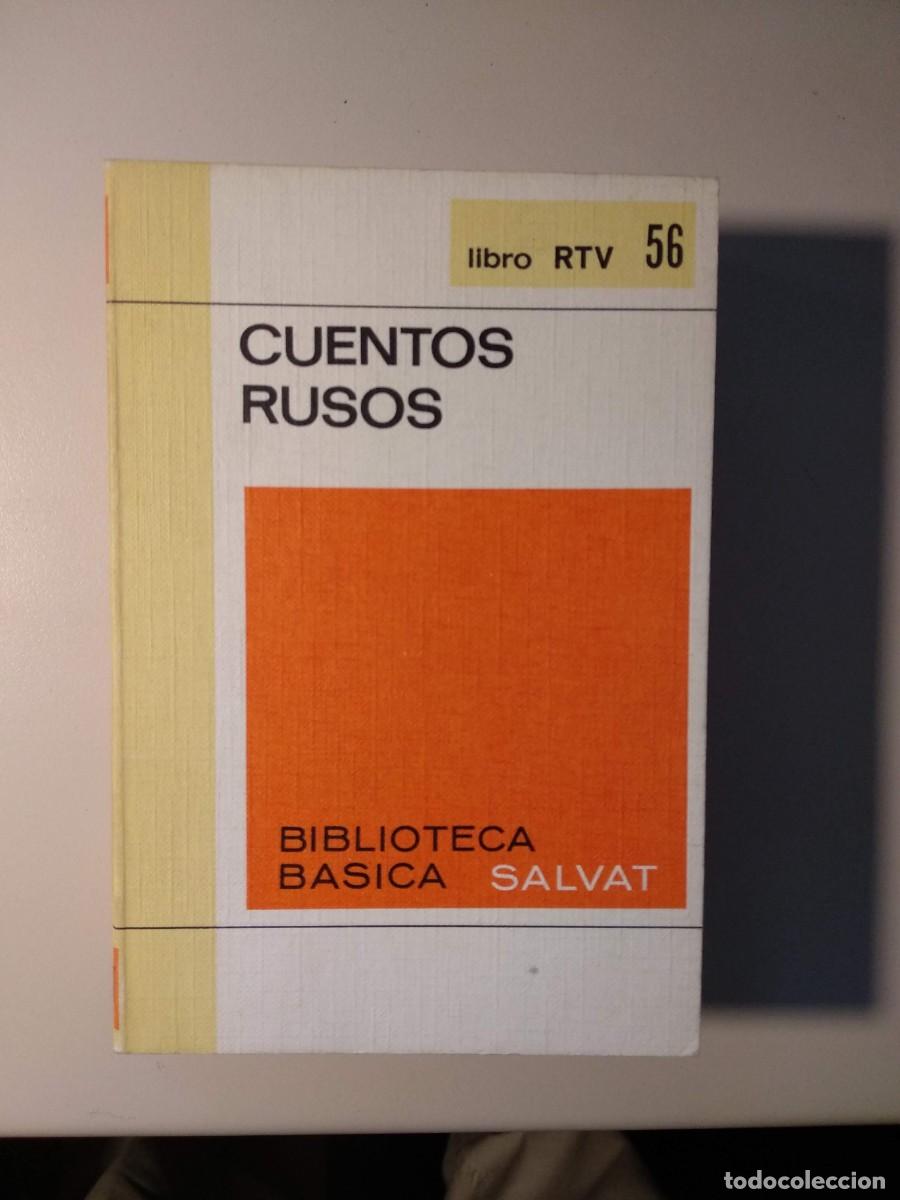 libro RTV 56
CUENTOS
RUSOS
BIBLIOTECA
BASICA SALVAT
todocoleccion